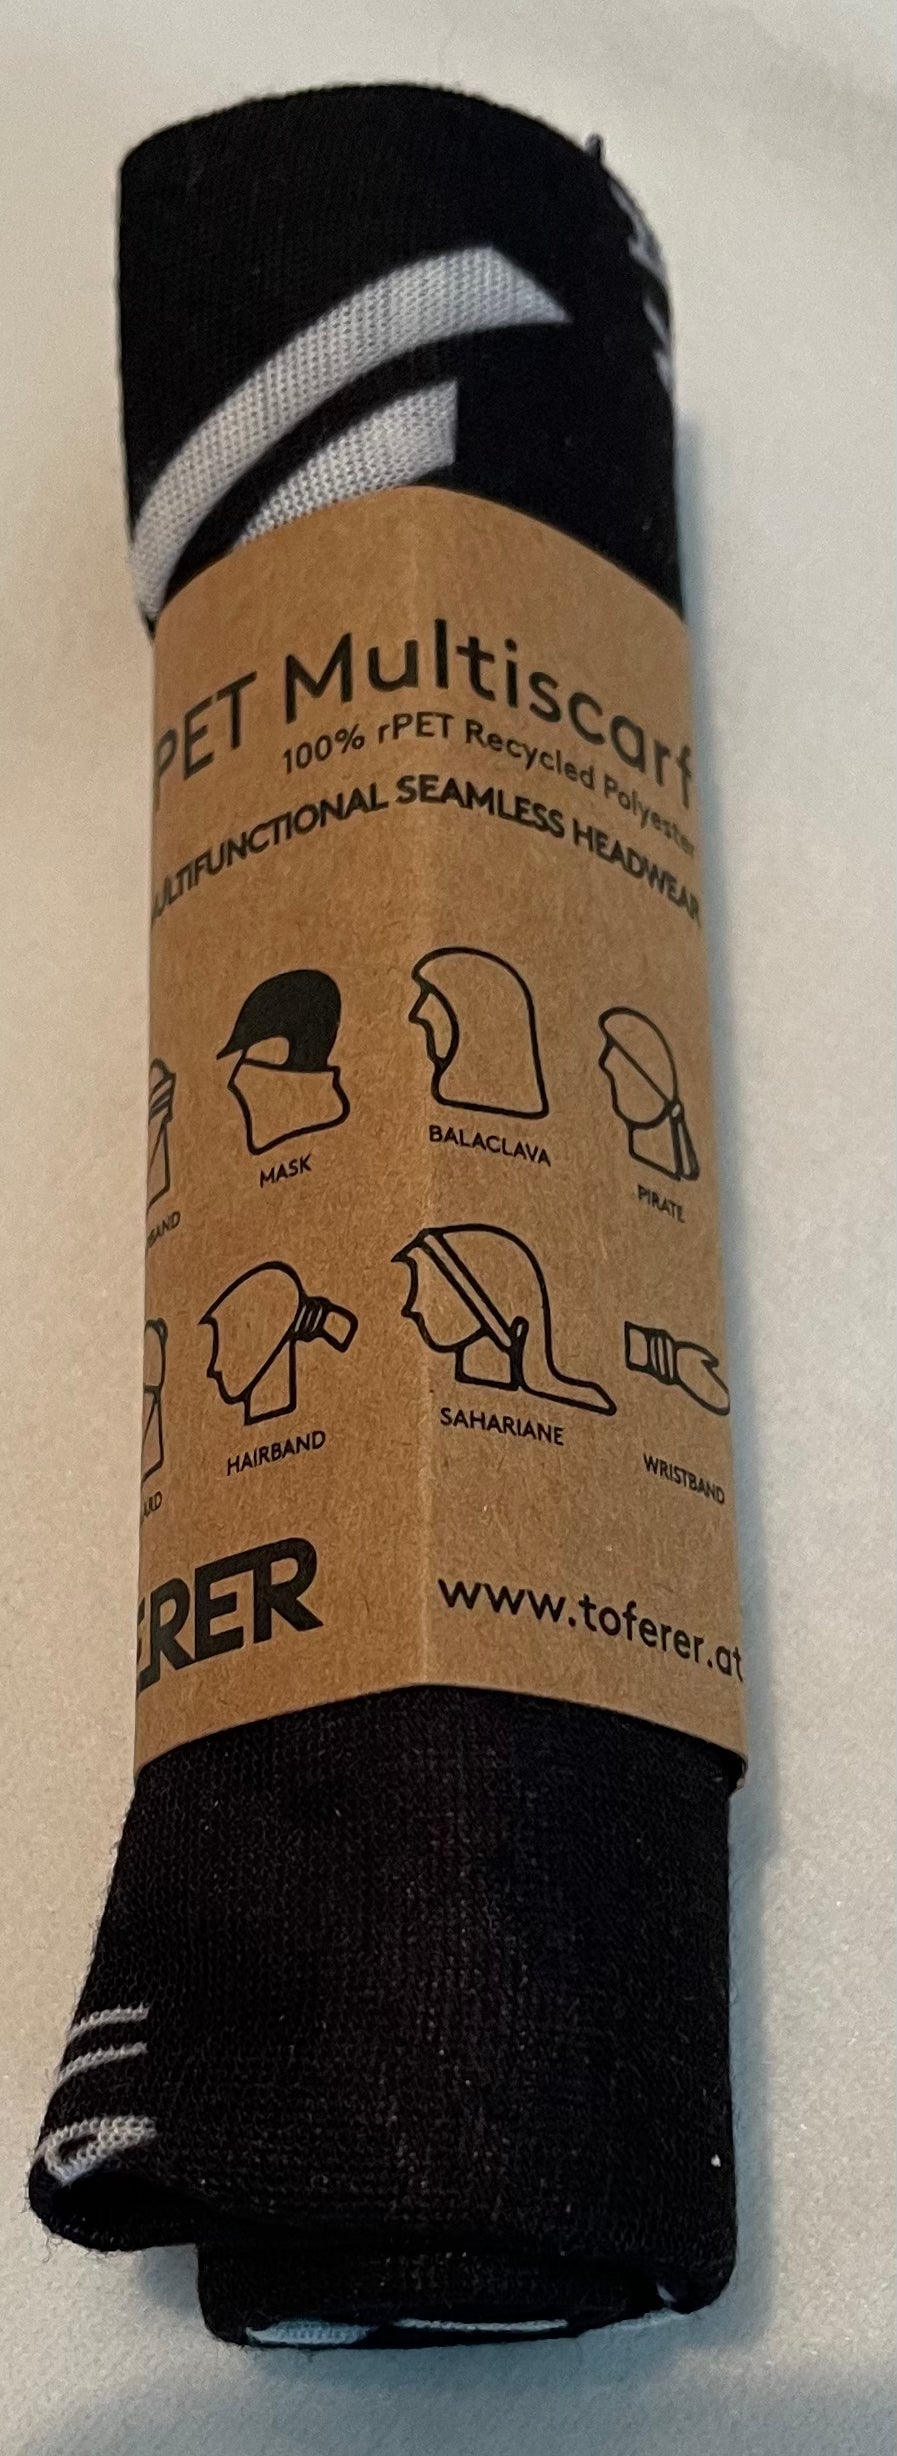 PET Multiscarf
100% rPET Recycled Polyester
MULTIFUNCTIONAL SEAMLESS HEADWEAR
MASK
BALACLAVA
PIRATE
HAIRBAND
SAHARIANE
WRISTBAND
ERER
www.toferer.at